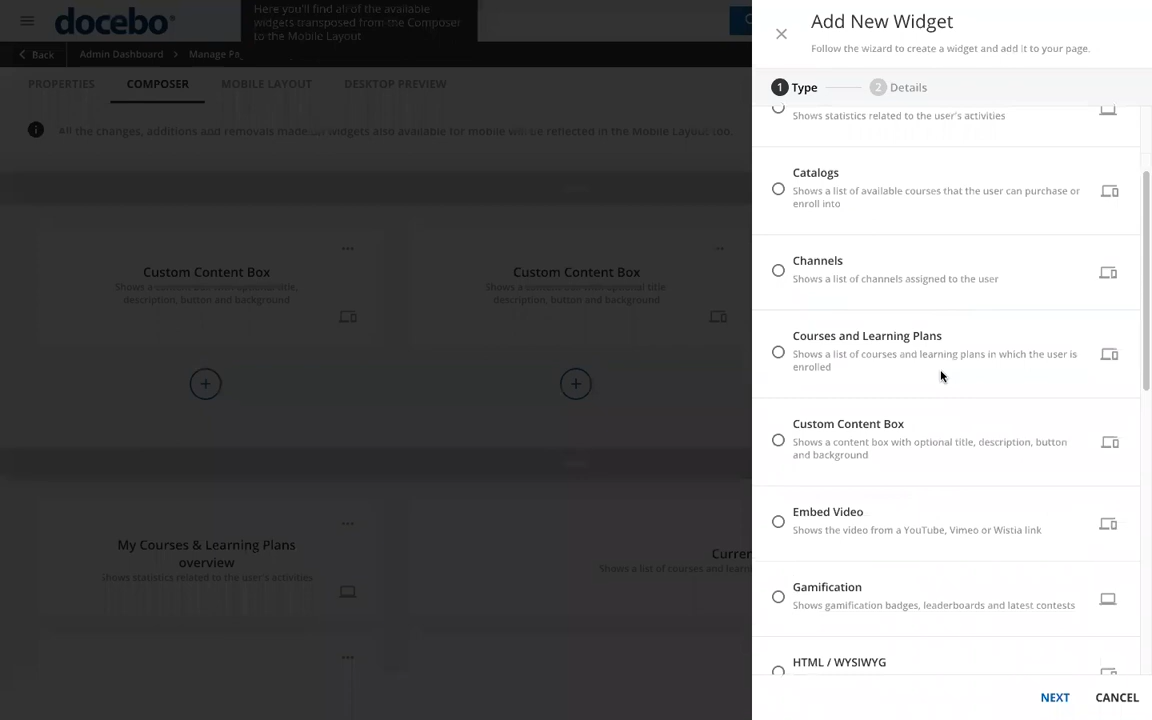 docebo
Here you'll find all of the available
widgets transposed from the Composer
to the Mobile Layout
Back
Admin Dashboard
Manage Pa
PROPERTIES
COMPOSER
MOBILE LAYOUT
DESKTOP PREVIEW
All the changes, additions and removals made on widgets also available for mobile will be reflected in the Mobile Layout too.
Custom Content Box
Shows a content box with optional title,
description, button and background
Custom Content Box
Shows a content box with optional title
description, button and background
My Courses & Learning Plans
overview
Shows statistics related to the user's activities
Curren
Shows a list of courses and learn
Add New Widget
Follow the wizard to create a widget and add it to your page.
1 Type
2 Details
Shows statistics related to the user's activities
Catalogs
Shows a list of available courses that the user can purchase or
enroll into
Channels
Shows a list of channels assigned to the user
Courses and Learning Plans
Shows a list of courses and learning plans in which the user is
enrolled
Custom Content Box
Shows a content box with optional title, description, button
and background
Embed Video
Shows the video from a YouTube, Vimeo or Wistia link
Gamification
Shows gamification badges, leaderboards and latest contests
HTML / WYSIWYG
NEXT
CANCEL